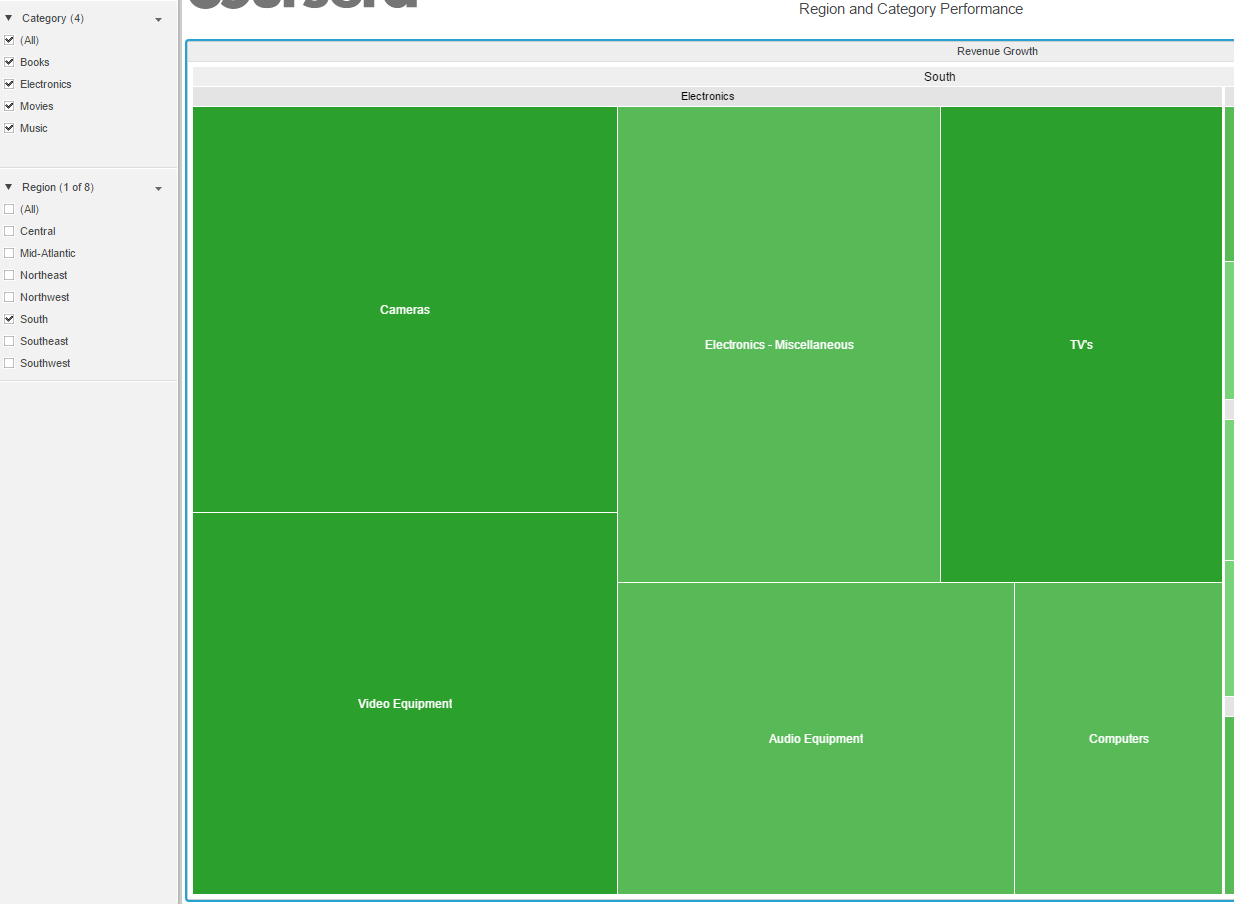 Region and Category Performance
Category (4)
(All)
Books
Electronics
Movies
Music
Region (1 of 8)
(All)
Central
Mid-Atlantic
Northeast
Northwest
South
Southeast
Southwest
Revenue Growth
South
Electronics
Cameras
Electronics - Miscellaneous
TV's
Video Equipment
Audio Equipment
Computers